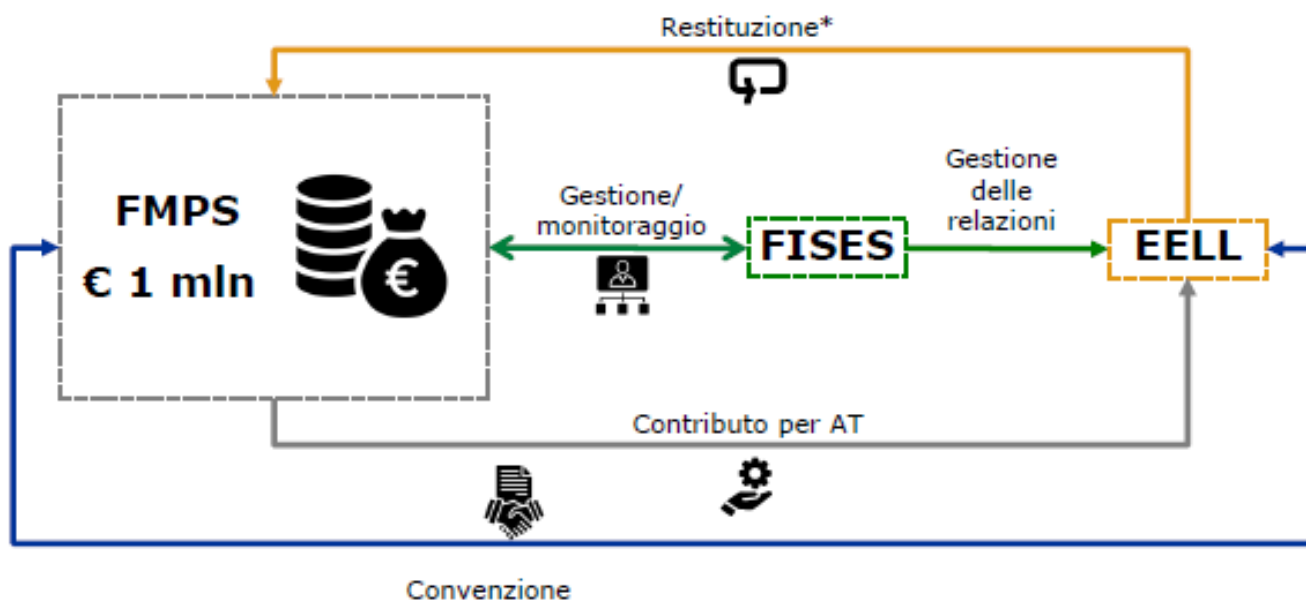 Restituzione*
FMPS
€ 1 mln
€
Gestione/
monitoraggio
FISES
Gestione
delle
relazioni
EELL
Contributo per AT
Convenzione